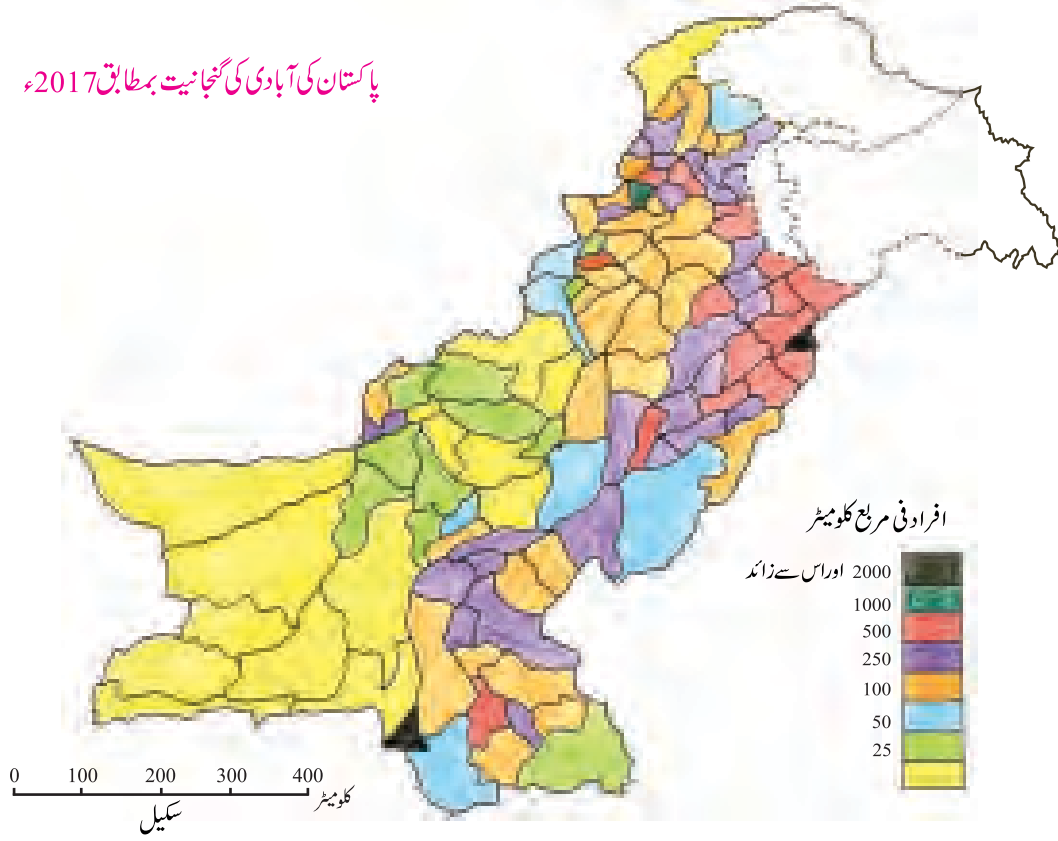 پاکستان کی آبادی کی گنجانیت بمطابق 2017ء
افراد فی مربع کلومیٹر
2000 اور اس سے زائد
1000
500
250
100
50
25
0 100 200 300 400 کلومیٹر
سکیل